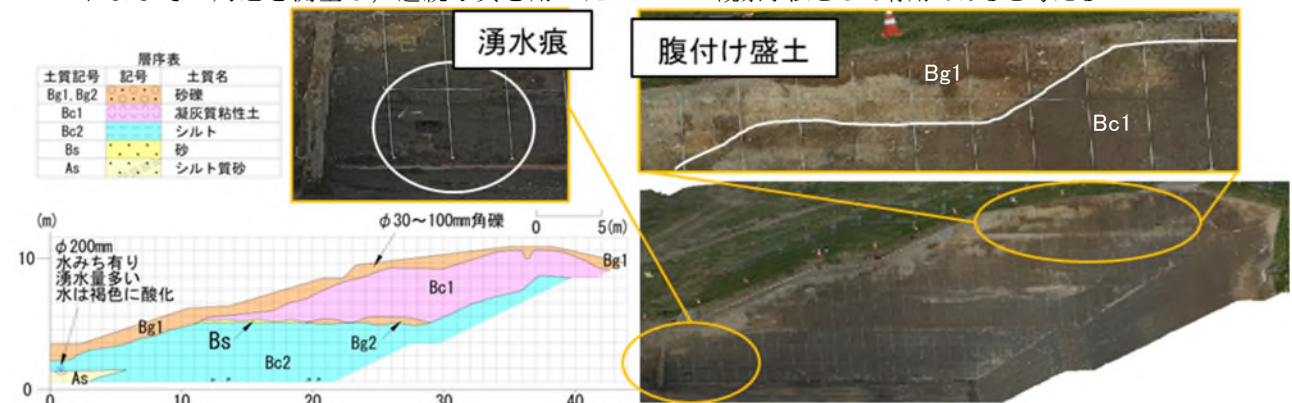 湧水痕
腹付け盛土
Bg1
Bc1
層序表
土質記号 記号 土質名
Bg1, Bg2 砂礫
Bc1 凝灰質粘性土
Bc2 シルト
Bs 砂
As シルト質砂
(m)
φ30～100mm角礫
0 5(m)
φ200mm
水みち有り
湧水量多い
水は褐色に酸化
10
Bg1
Bc1
Bg1
Bs
Bg2
Bc2
As
0
0 10 20 30 40